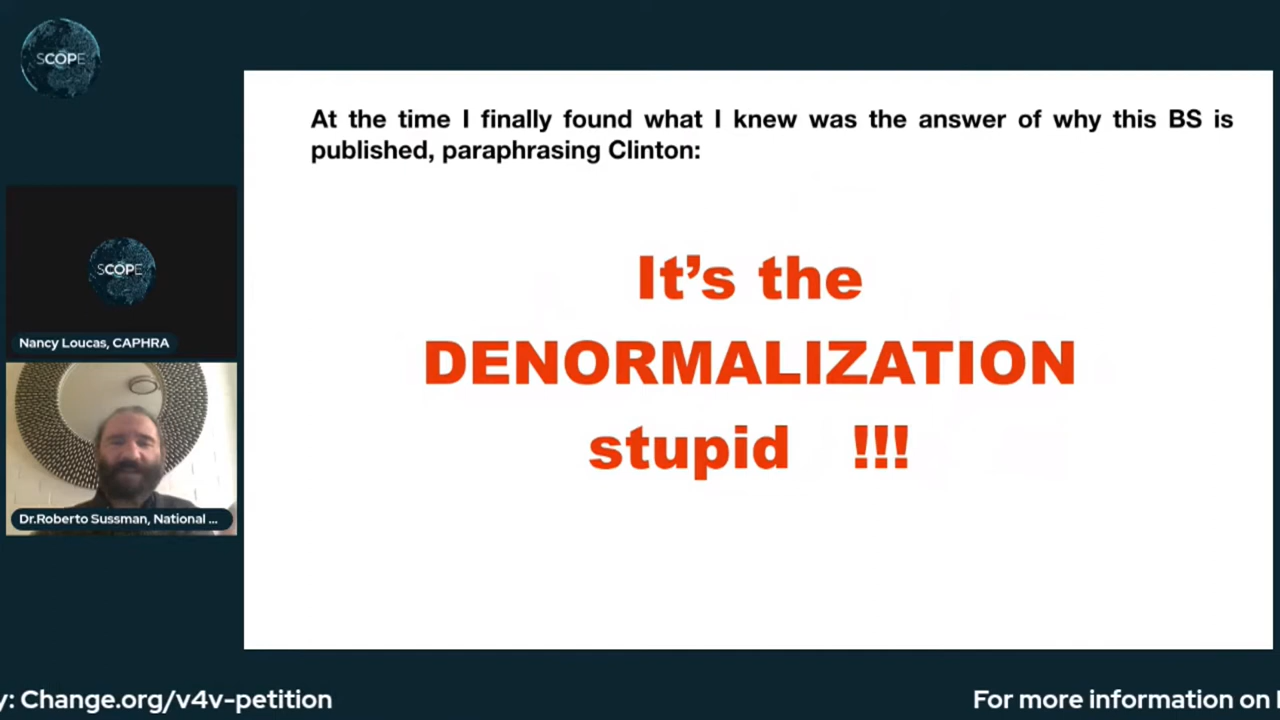 SCOPE
At the time I finally found what I knew was the answer of why this BS is
published, paraphrasing Clinton:
It’s the
DENORMALIZATION
stupid !!!
SCOPE
Nancy Loucas, CAPHRA
Dr.Roberto Sussman, National ...
y: Change.org/v4v-petition
For more information on